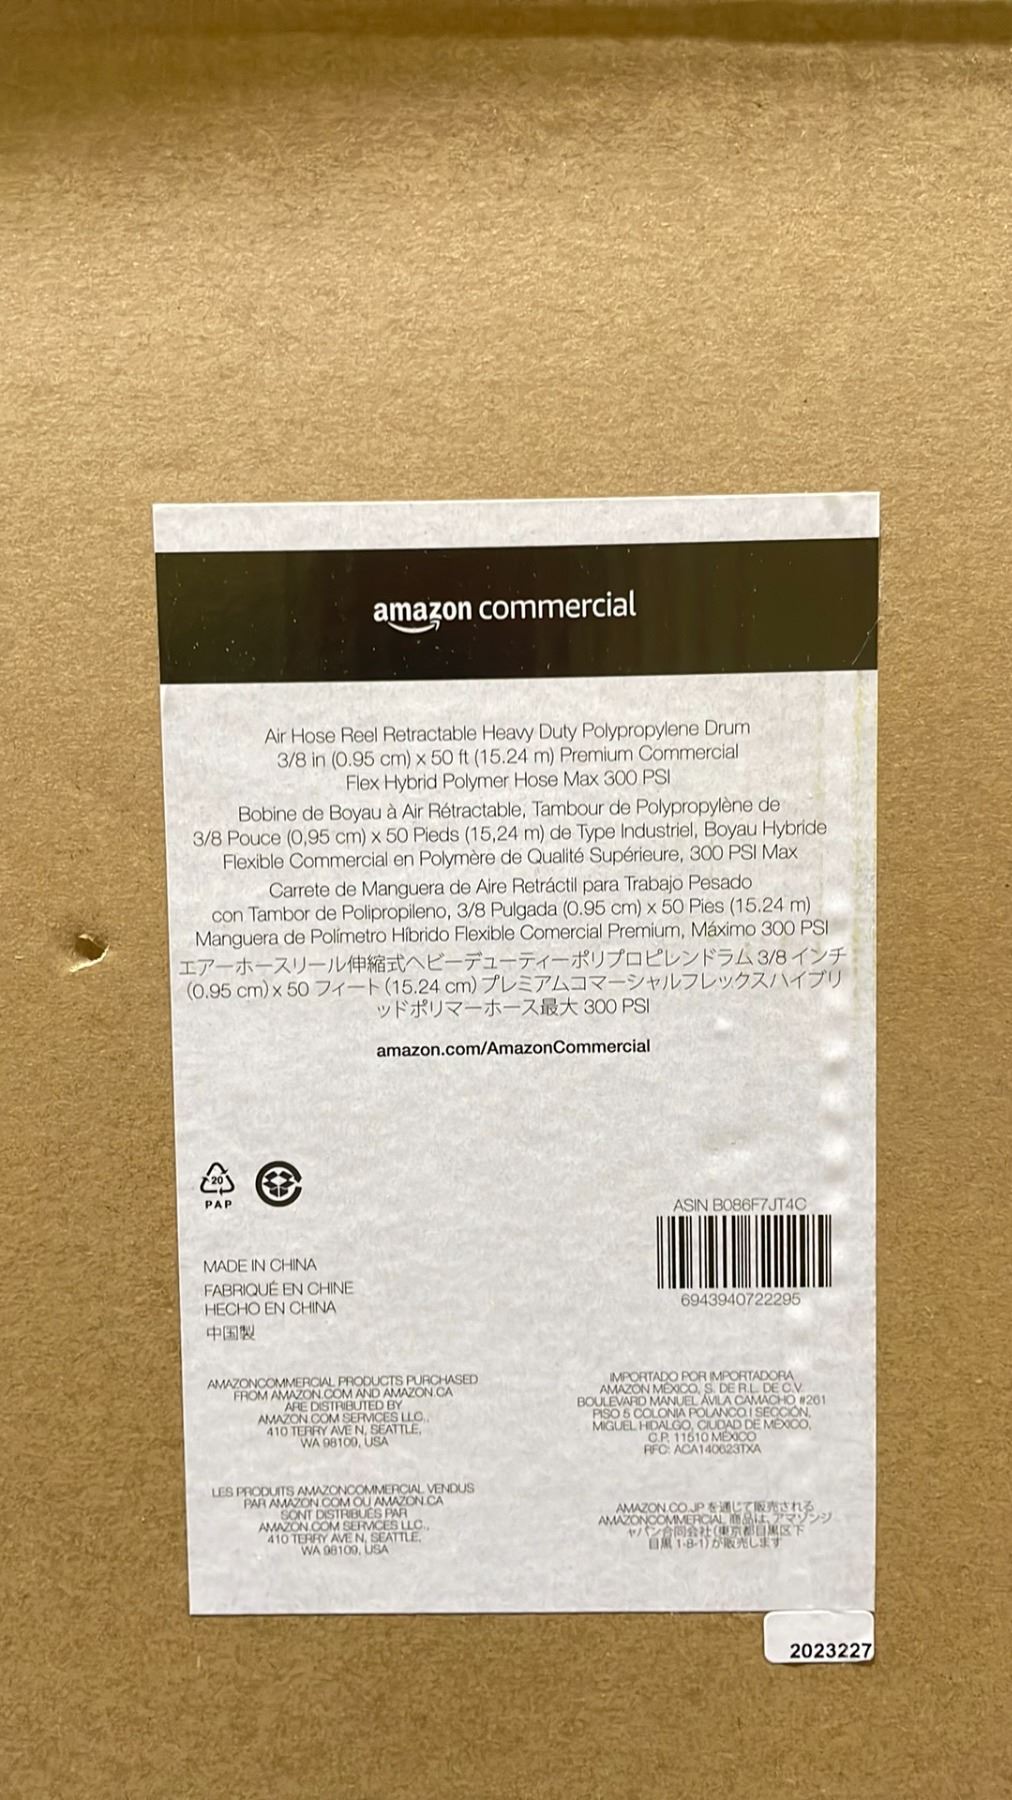 amazon commercial
Air Hose Reel Retractable Heavy Duty Polypropylene Drum
3/8 in (0.95 cm) x 50 ft (15.24 m) Premium Commercial
Flex Hybrid Polymer Hose Max 300 PSI
Bobine de Boyau à Air Rétractable, Tambour de Polypropylène de
3/8 Pouce (0,95 cm) x 50 Pieds (15,24 m) de Type Industriel, Boyau Hybride
Flexible Commercial en Polymère de Qualité Supérieure, 300 PSI Max
Carrete de Manguera de Aire Retráctil para Trabajo Pesado
con Tambor de Polipropileno, 3/8 Pulgada (0.95 cm) x 50 Pies (15.24 m)
Manguera de Polímetro Híbrido Flexible Comercial Premium, Máximo 300 PSI
エアーホースリール伸縮式ヘビーデューティーポリプロピレンドラム 3/8 インチ
(0.95 cm) x 50 フィート (15.24 cm) プレミアムコマーシャルフレックスハイブリ
ッドポリマーホース最大 300 PSI
amazon.com/AmazonCommercial
20
PAP
ASIN B086F7JT4C
6943940722295
MADE IN CHINA
FABRIQUÉ EN CHINE
HECHO EN CHINA
中国製
AMAZONCOMMERCIAL PRODUCTS PURCHASED
FROM AMAZON.COM AND AMAZON.CA
ARE DISTRIBUTED BY
AMAZON.COM SERVICES LLC.,
410 TERRY AVE N, SEATTLE,
WA 98109, USA
IMPORTADO POR IMPORTADORA
AMAZON MÉXICO, S. DE R.L. DE C.V.
BOULEVARD MANUEL ÁVILA CAMACHO #261
PISO 5 COLONIA POLANCO I SECCIÓN,
MIGUEL HIDALGO, CIUDAD DE MÉXICO,
C.P. 11510 MÉXICO
RFC: ACA140623TXA
LES PRODUITS AMAZONCOMMERCIAL VENDUS
PAR AMAZON.COM OU AMAZON.CA
SONT DISTRIBUÉS PAR
AMAZON.COM SERVICES LLC.,
410 TERRY AVE N, SEATTLE,
WA 98109, USA
AMAZON.CO.JP を通じて販売される
AMAZONCOMMERCIAL 商品は、アマゾンジ
ャパン合同会社 (東京都目黒区下
目黒 1-8-1) が販売します
2023227